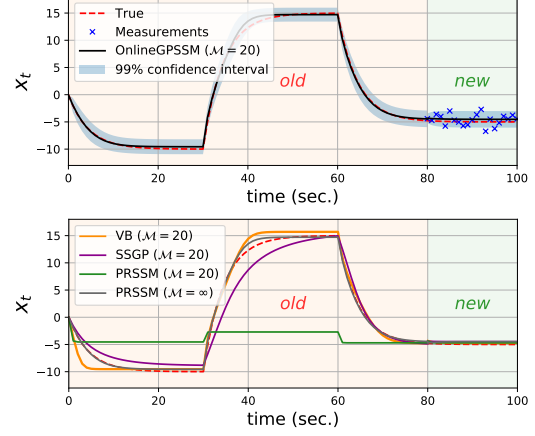 True
Measurements
OnlineGPSSM (ℳ = 20)
99% confidence interval
old
new
x_t
15
10
5
0
−5
−10
0 20 40 60 80 100
time (sec.)
VB (ℳ = 20)
SSGP (ℳ = 20)
PRSSM (ℳ = 20)
PRSSM (ℳ = ∞)
old
new
x_t
15
10
5
0
−5
−10
0 20 40 60 80 100
time (sec.)